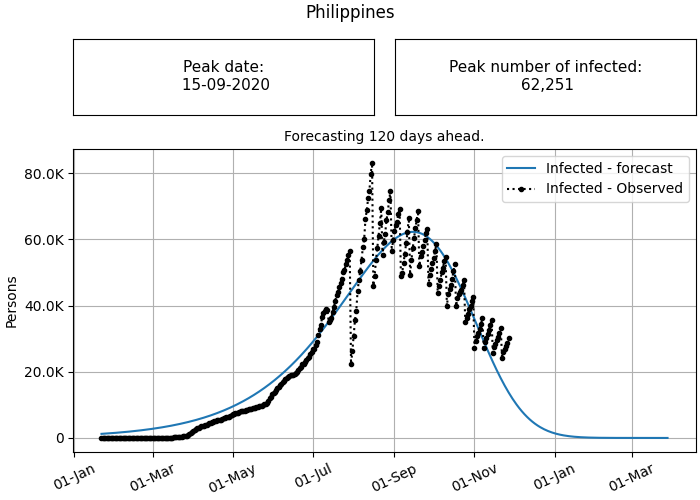 Philippines
Peak date:
15-09-2020
Peak number of infected:
62,251
Forecasting 120 days ahead.
Infected - forecast
Infected - Observed
80.0K
60.0K
40.0K
20.0K
0
Persons
01-Jan
01-Mar
01-May
01-Jul
01-Sep
01-Nov
01-Jan
01-Mar